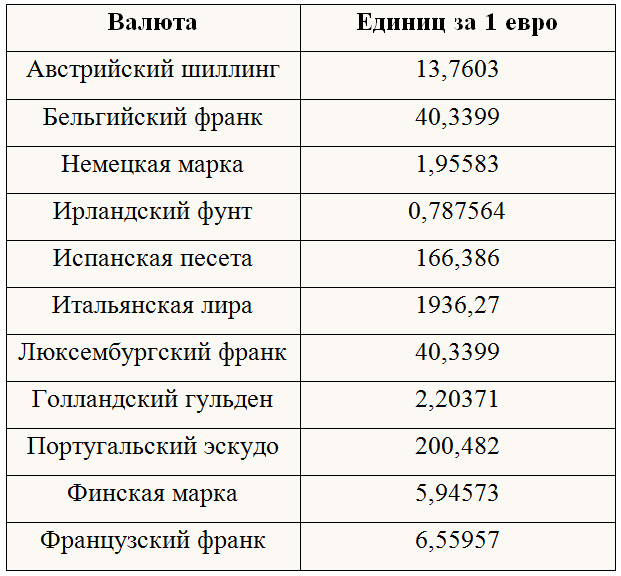 Валюта Единиц за 1 евро
Австрийский шиллинг 13,7603
Бельгийский франк 40,3399
Немецкая марка 1,95583
Ирландский фунт 0,787564
Испанская песета 166,386
Итальянская лира 1936,27
Люксембургский франк 40,3399
Голландский гульден 2,20371
Португальский эскудо 200,482
Финская марка 5,94573
Французский франк 6,55957